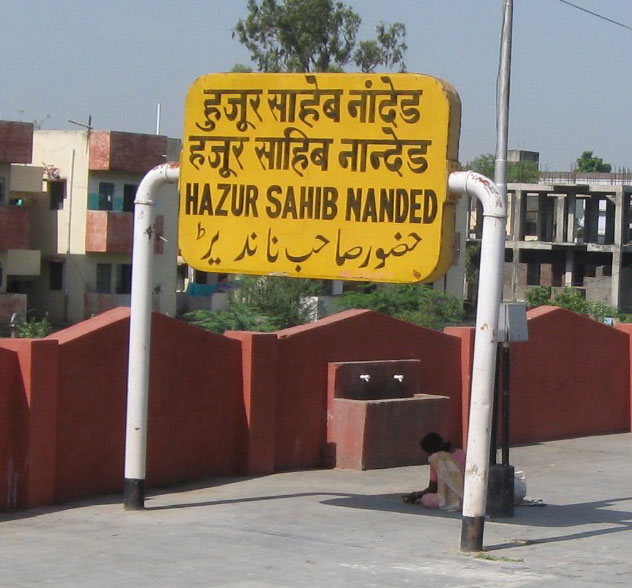 हुजूर साहेब नांदेड
हजूर साहिब नान्देड
HAZUR SAHIB NANDED
حضور صاحب ناندیڑ